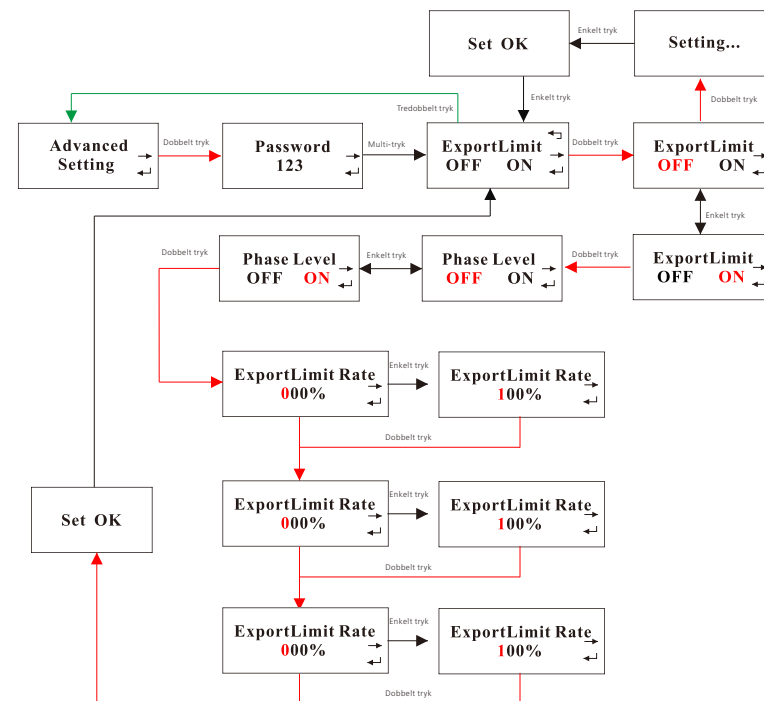 Set OK
Enkelt tryk
Setting...
Enkelt tryk
Dobbelt tryk
Tredobbelt tryk
Advanced
Setting
Dobbelt tryk
Password
123
Multi-tryk
ExportLimit
OFF ON
Dobbelt tryk
ExportLimit
OFF ON
Enkelt tryk
Dobbelt tryk
Phase Level
OFF ON
Enkelt tryk
Phase Level
OFF ON
Dobbelt tryk
ExportLimit
OFF ON
ExportLimit Rate
000%
Enkelt tryk
ExportLimit Rate
100%
Dobbelt tryk
ExportLimit Rate
000%
Enkelt tryk
ExportLimit Rate
100%
Set OK
Dobbelt tryk
ExportLimit Rate
000%
Enkelt tryk
ExportLimit Rate
100%
Dobbelt tryk